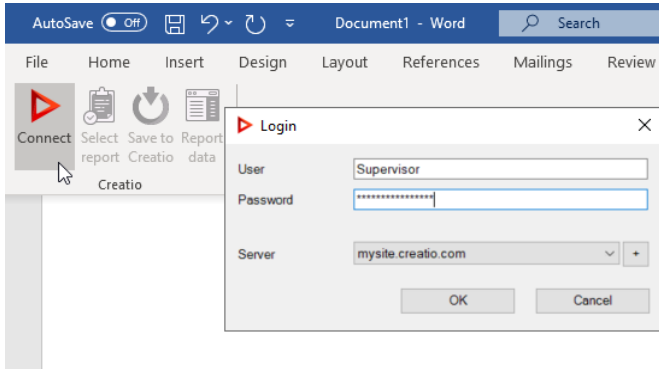 AutoSave Off Document1 - Word Search
File Home Insert Design Layout References Mailings Review
Connect Select report Save to Creatio Report data
Creatio
Login
User Supervisor
Password ****************
Server mysite.creatio.com +
OK Cancel